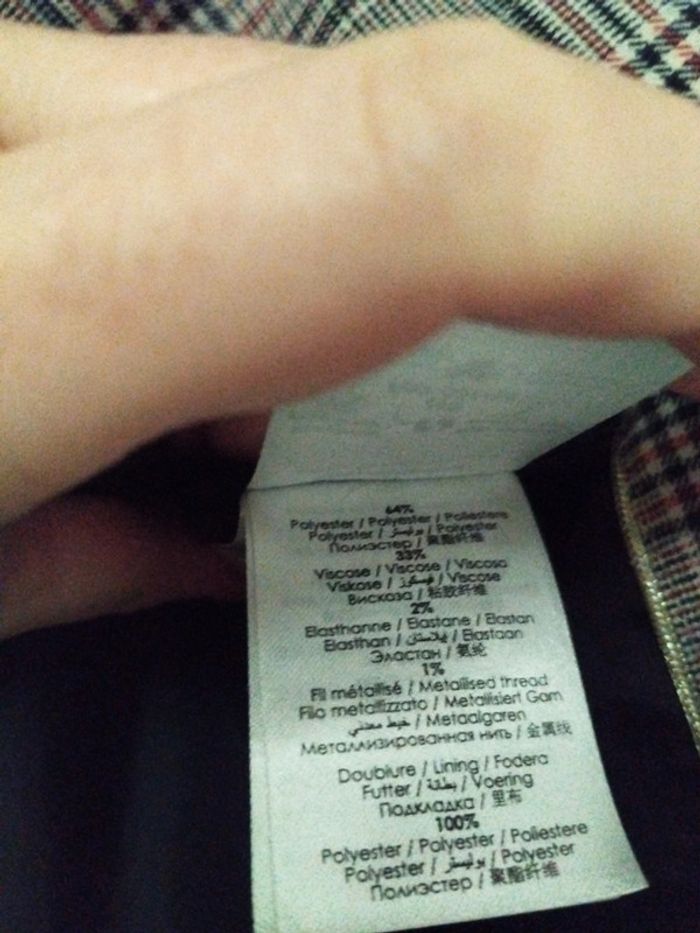 64%
Polyester / Polyester / Poliestere
Polyester / بوليستر / Polyester
Полиэстер / 聚酯纤维
33%
Viscose / Viscose / Viscosa
Viskose / فيسكوز / Viscose
Вискоза / 粘胶纤维
2%
Elasthanne / Elastane / Elastan
Elasthan / إيلاستان / Elastaan
Эластан / 氨纶
1%
Fil métallisé / Metallised thread
Filo metallizzato / Metallisiert Garn
خيط معدني / Metaalgaren
Металлизированная нить / 金属线
Doublure / Lining / Fodera
Futter / بطانة / Voering
Подкладка / 里布
100%
Polyester / Polyester / Poliestere
Polyester / بوليستر / Polyester
Полиэстер / 聚酯纤维